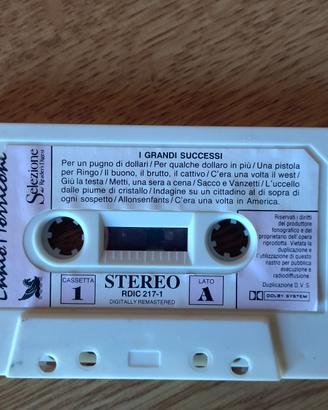 Ennio Morricone
Selezione
dal Reader's Digest
I GRANDI SUCCESSI
Per un pugno di dollari / Per qualche dollaro in più / Una pistola
per Ringo / Il buono, il brutto, il cattivo / C'era una volta il west /
Giù la testa / Metti, una sera a cena / Sacco e Vanzetti / L'uccello
dalle piume di cristallo / Indagine su un cittadino al di sopra di
ogni sospetto / Allonsenfants / C'era una volta in America.
Riservati i diritti
del produttore
fonografico e del
proprietario dell'opera
riprodotta. Vietata la
duplicazione e
l'utilizzazione di questo
nastro per pubblica
esecuzione e
radiodiffusione.
Duplicazione D.V.S.
CASSETTA
1
STEREO
RDIC 217-1
DIGITALLY REMASTERED
LATO
A
DOLBY SYSTEM